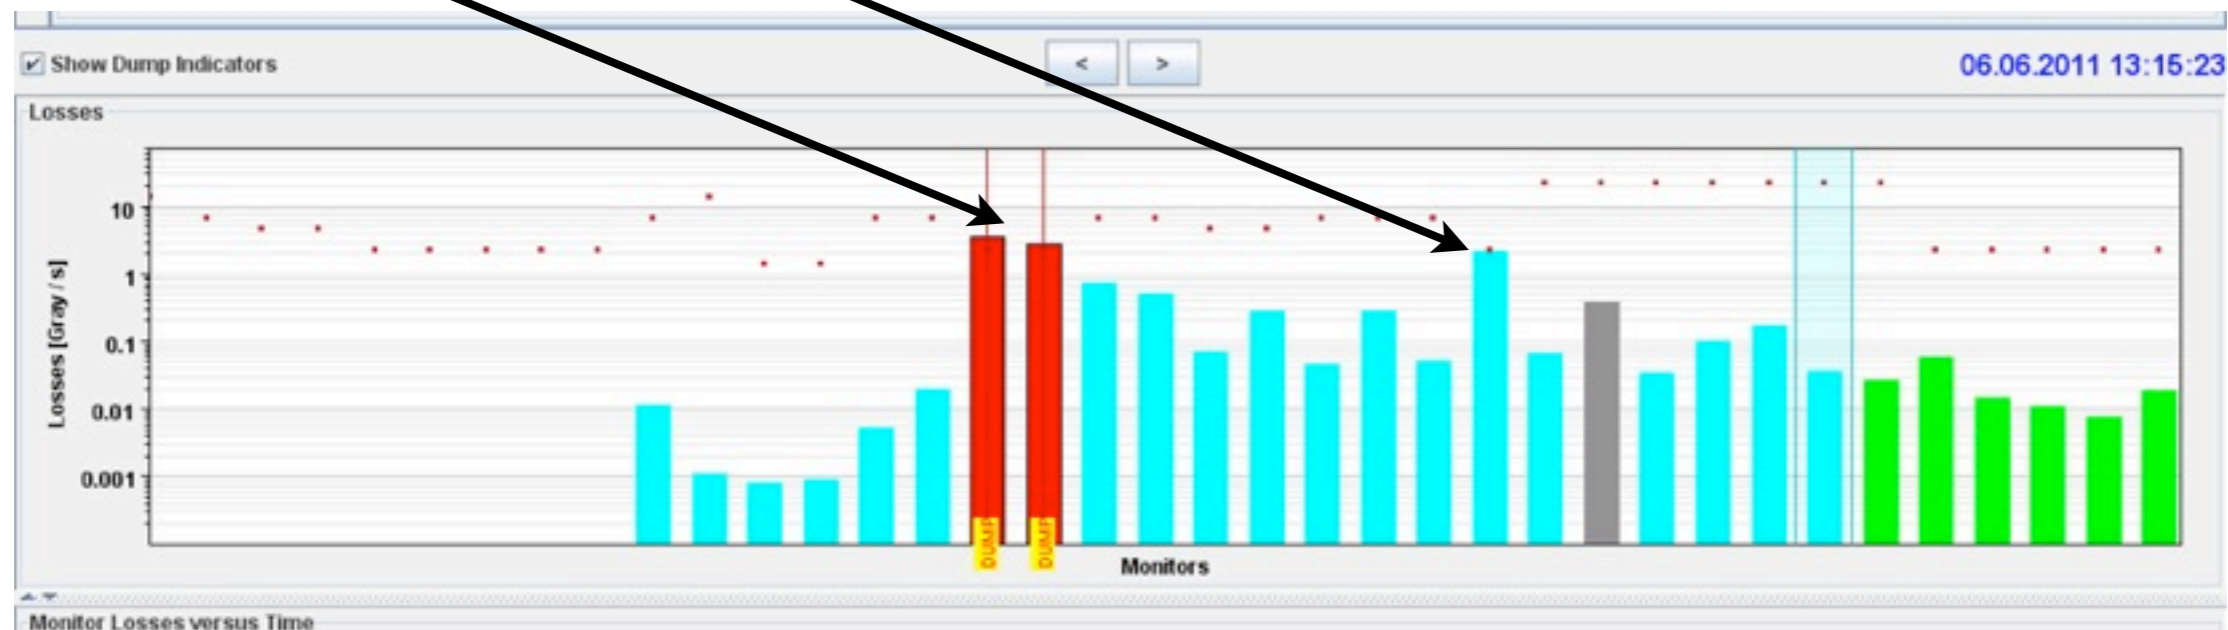 Show Dump Indicators
<
>
06.06.2011 13:15:23
Losses
10
1
0.1
0.01
0.001
Losses [Gray / s]
DUMP
DUMP
Monitors
Monitor Losses versus Time